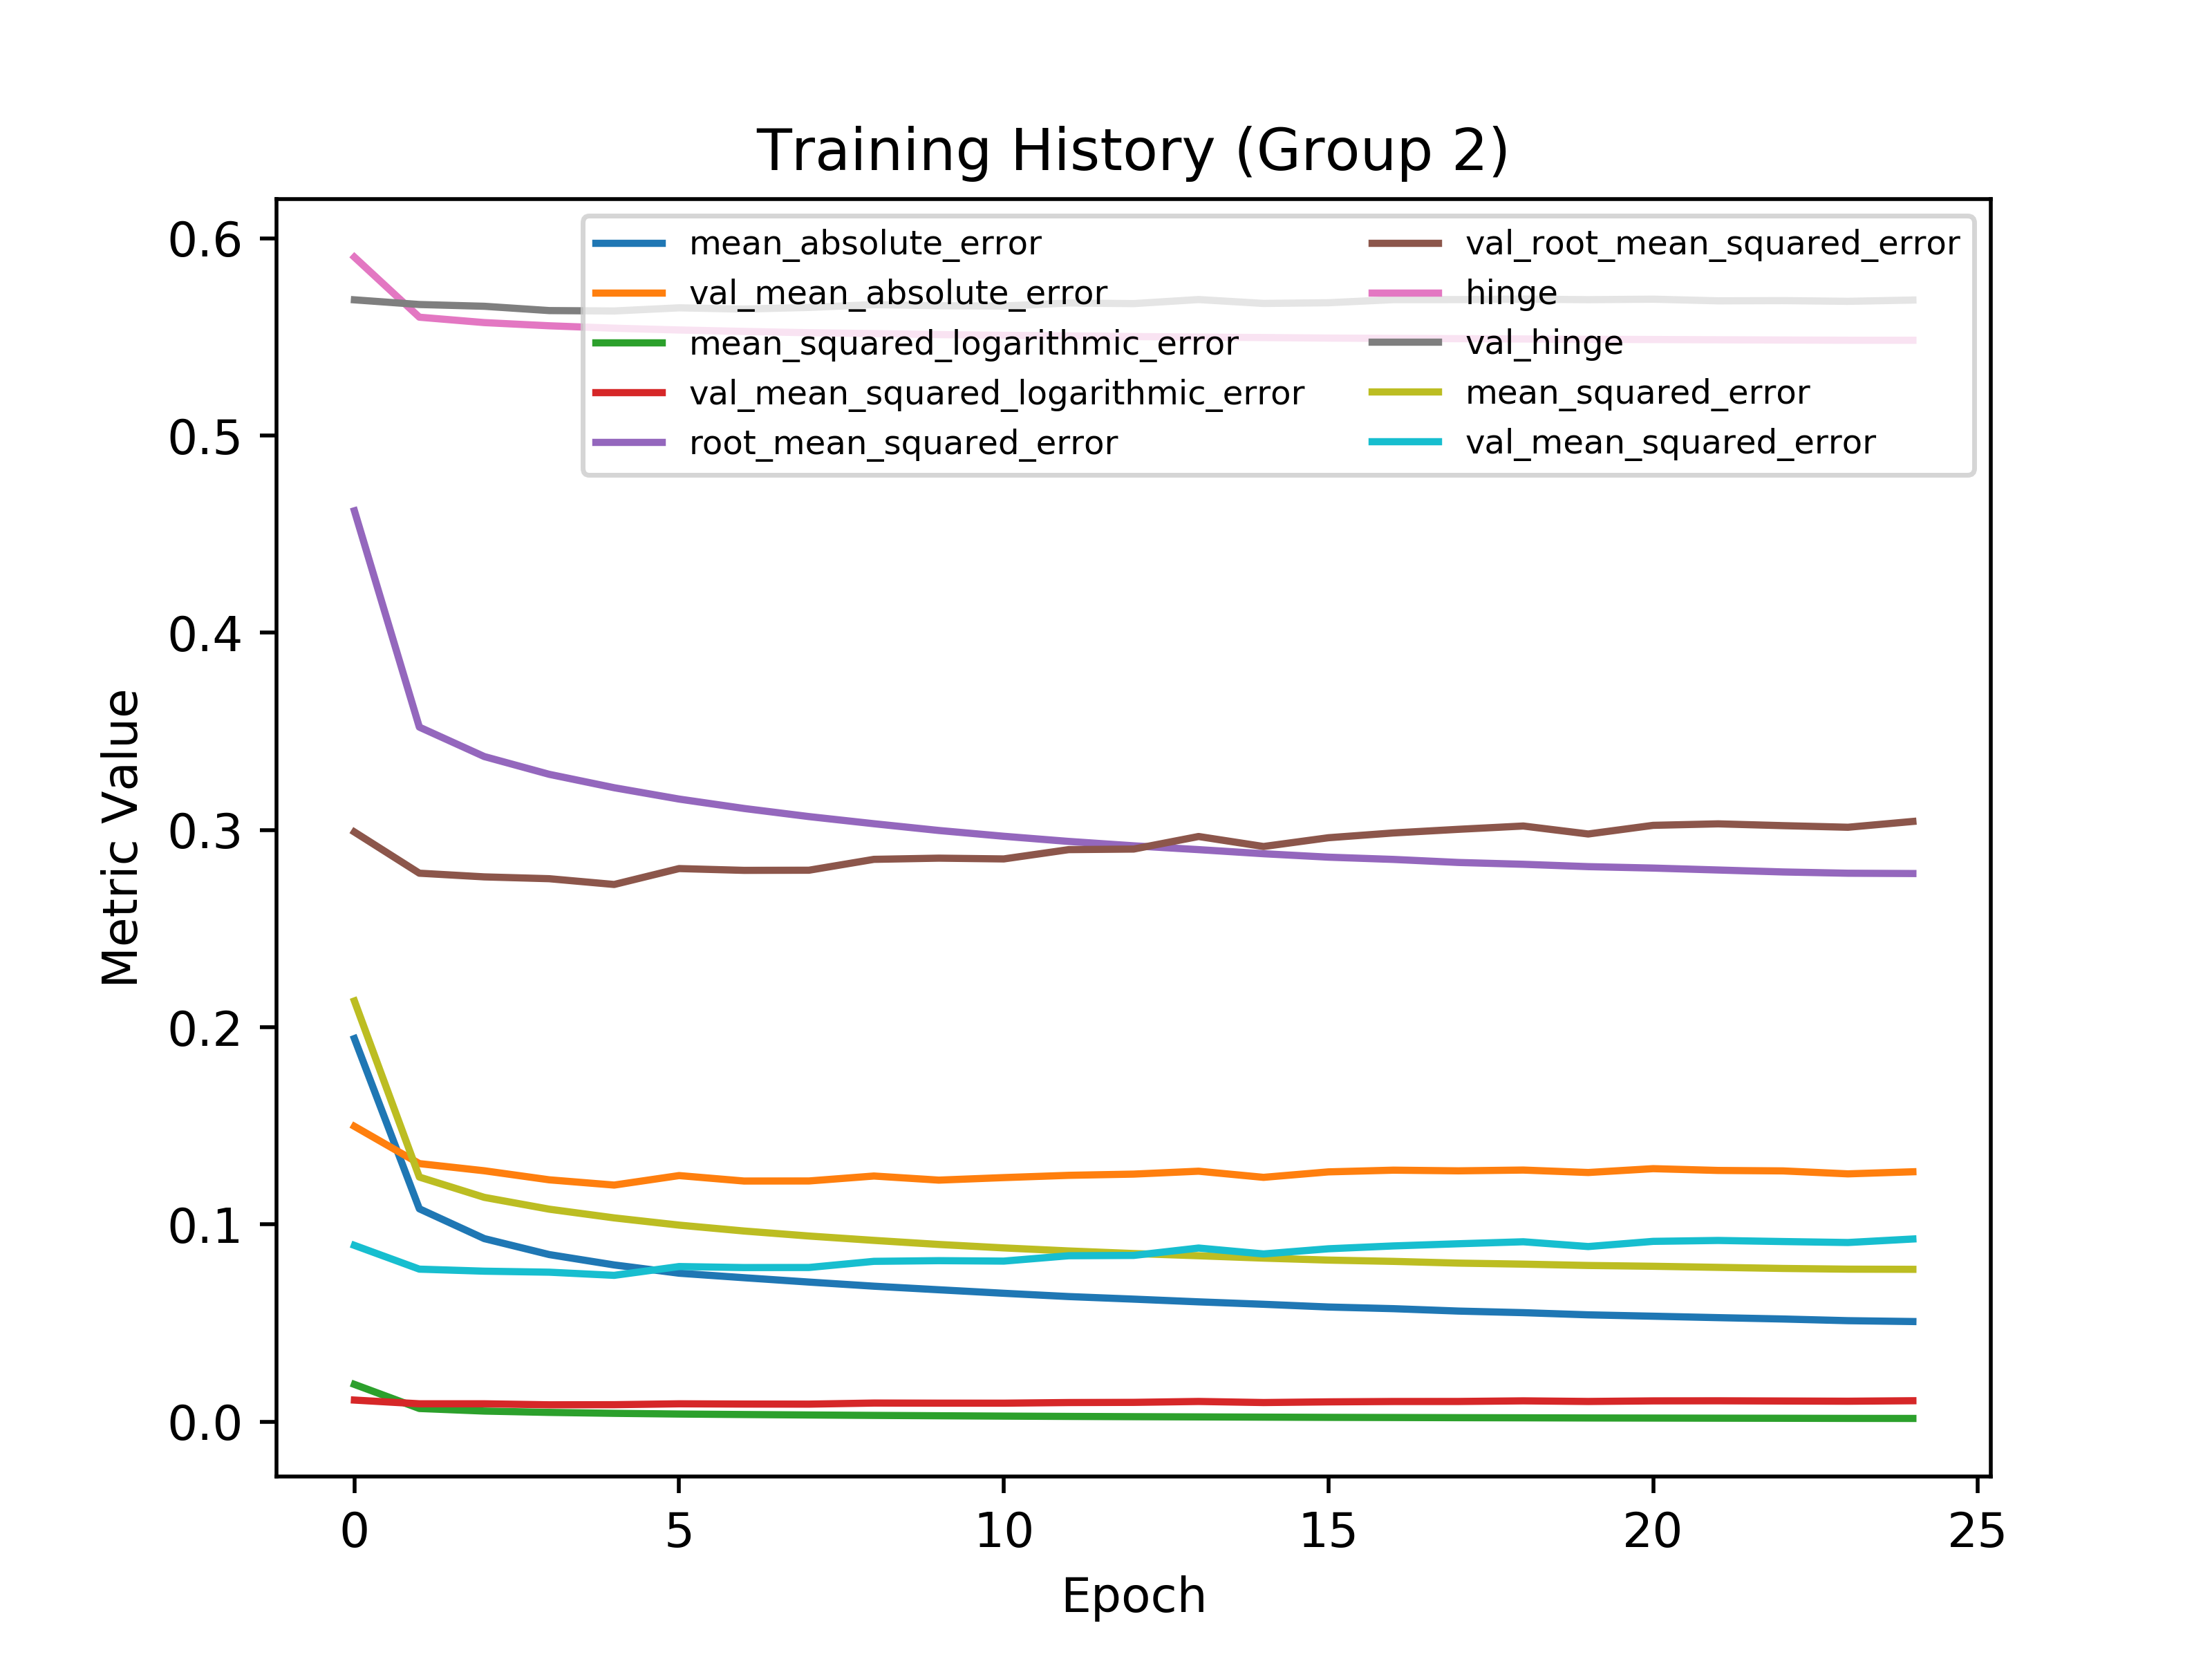 Training History (Group 2)
mean_absolute_error
val_mean_absolute_error
mean_squared_logarithmic_error
val_mean_squared_logarithmic_error
root_mean_squared_error
val_root_mean_squared_error
hinge
val_hinge
mean_squared_error
val_mean_squared_error
Metric Value
0.6
0.5
0.4
0.3
0.2
0.1
0.0
0 5 10 15 20 25
Epoch